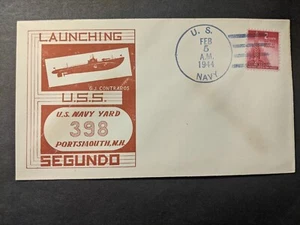 LAUNCHING
G.J. CONTRERAS
U.S.S.
U.S. NAVY YARD
398
PORTSMOUTH, N.H.
SEGUNDO
U. S.
FEB
5
A.M.
1944
NAVY